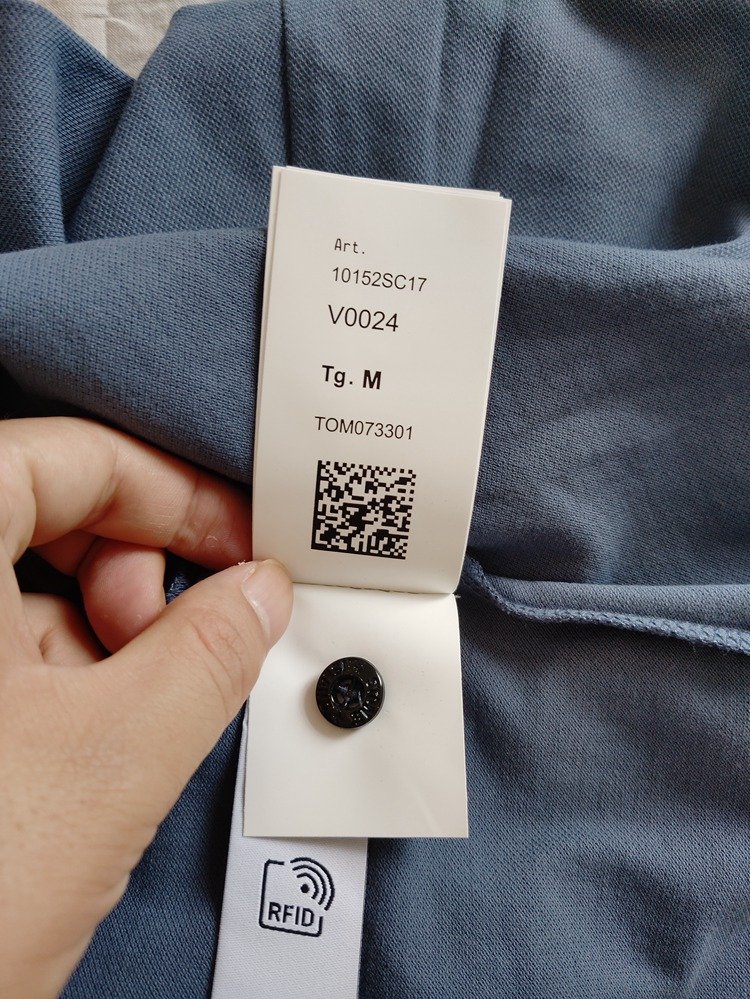 Art.
10152SC17
V0024
Tg. M
TOM073301
RFID